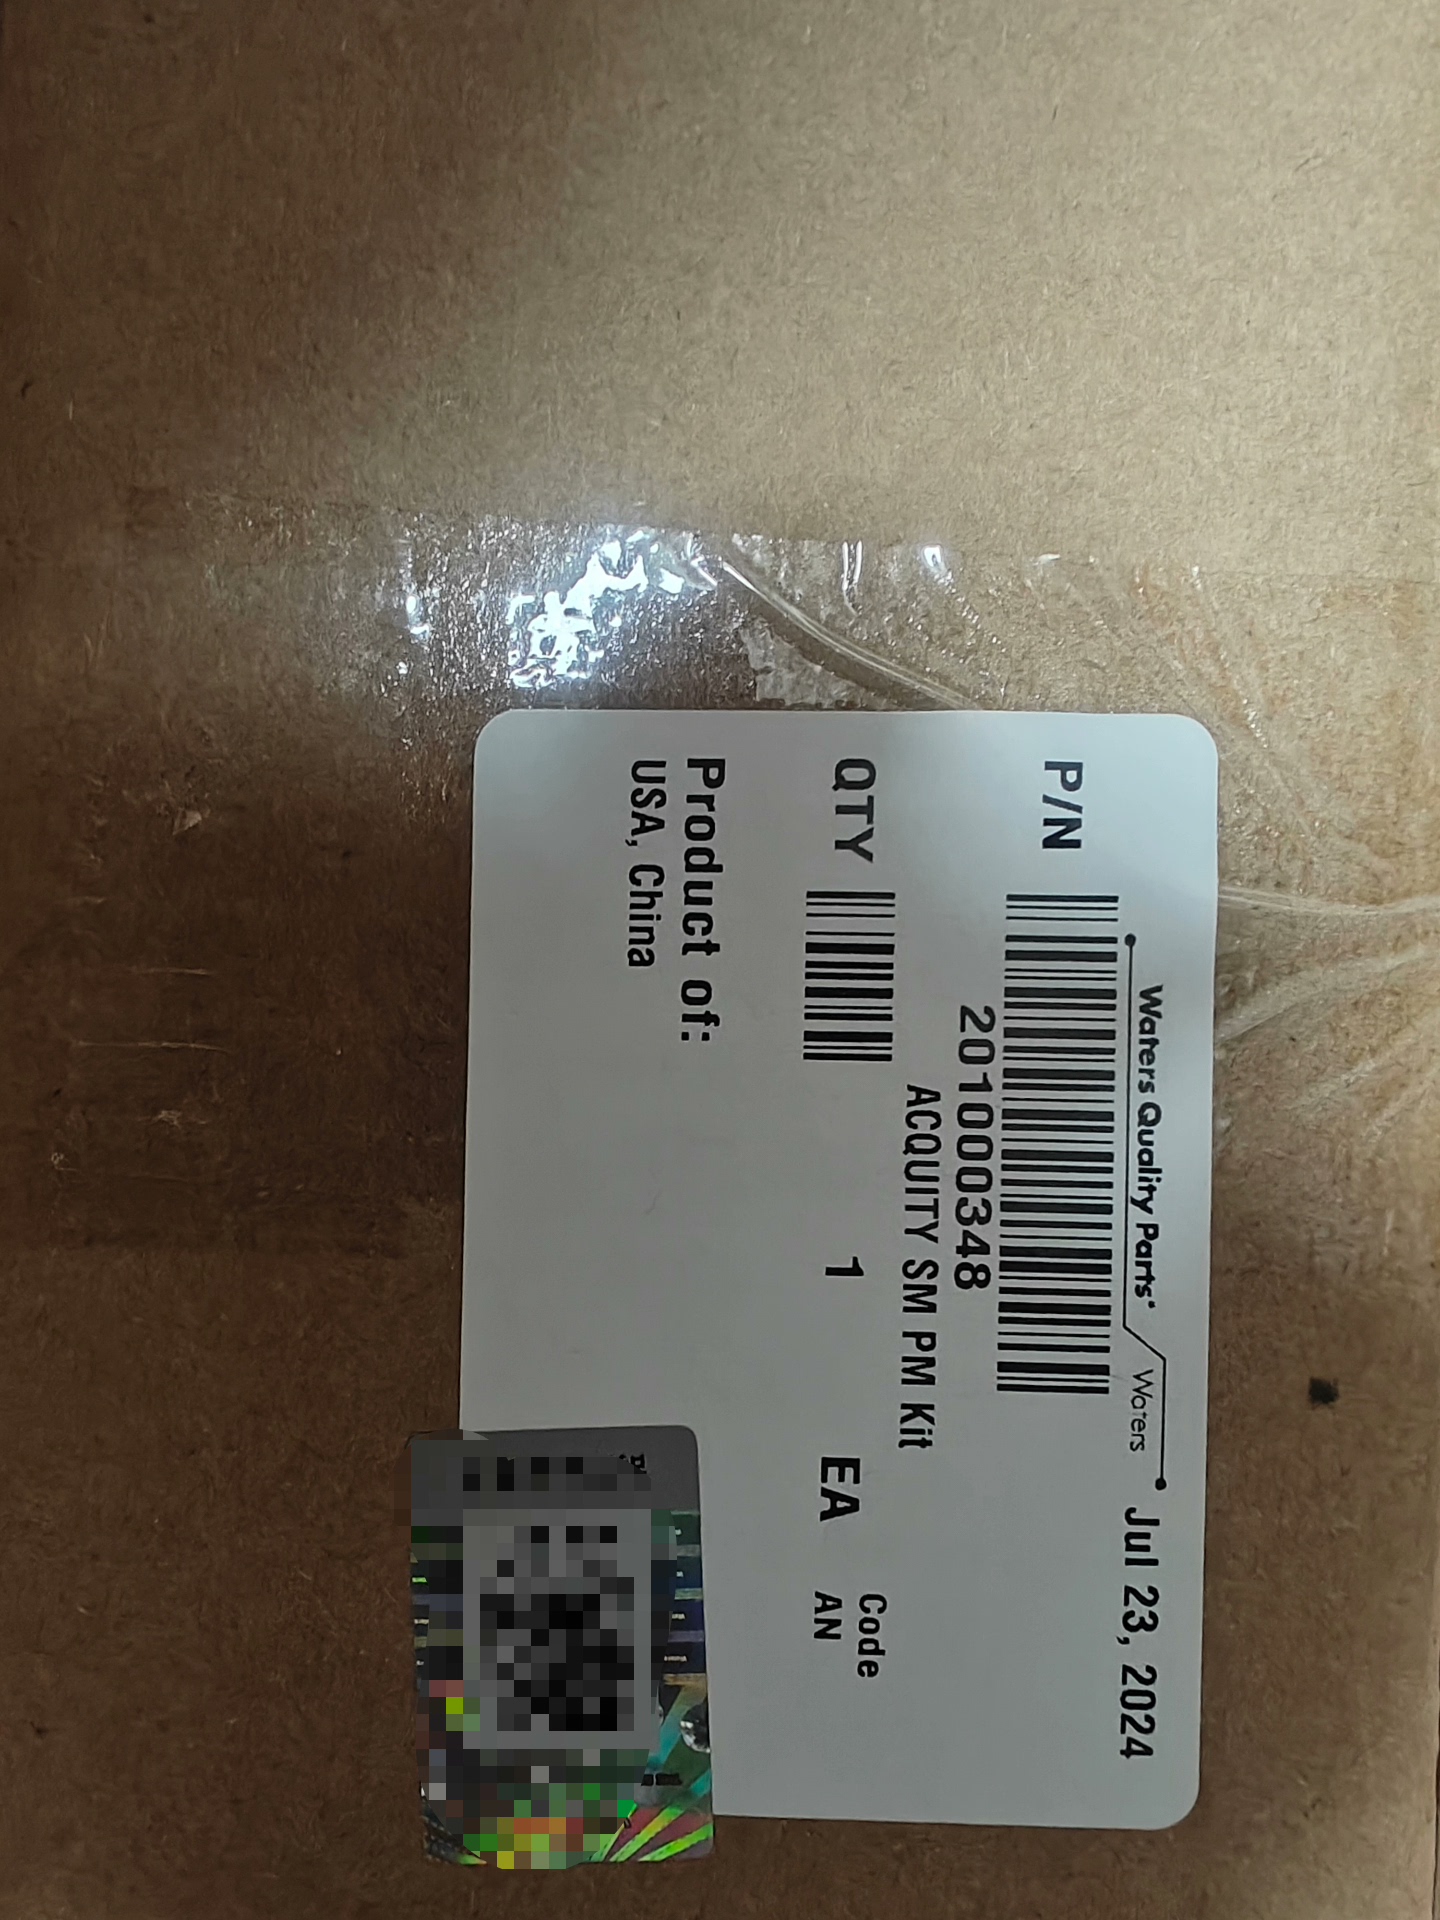 Waters Quality Parts® Waters Jul 23, 2024
P/N
201000348
ACQUITY SM PM Kit
QTY 1 EA Code
AN
Product of:
USA, China